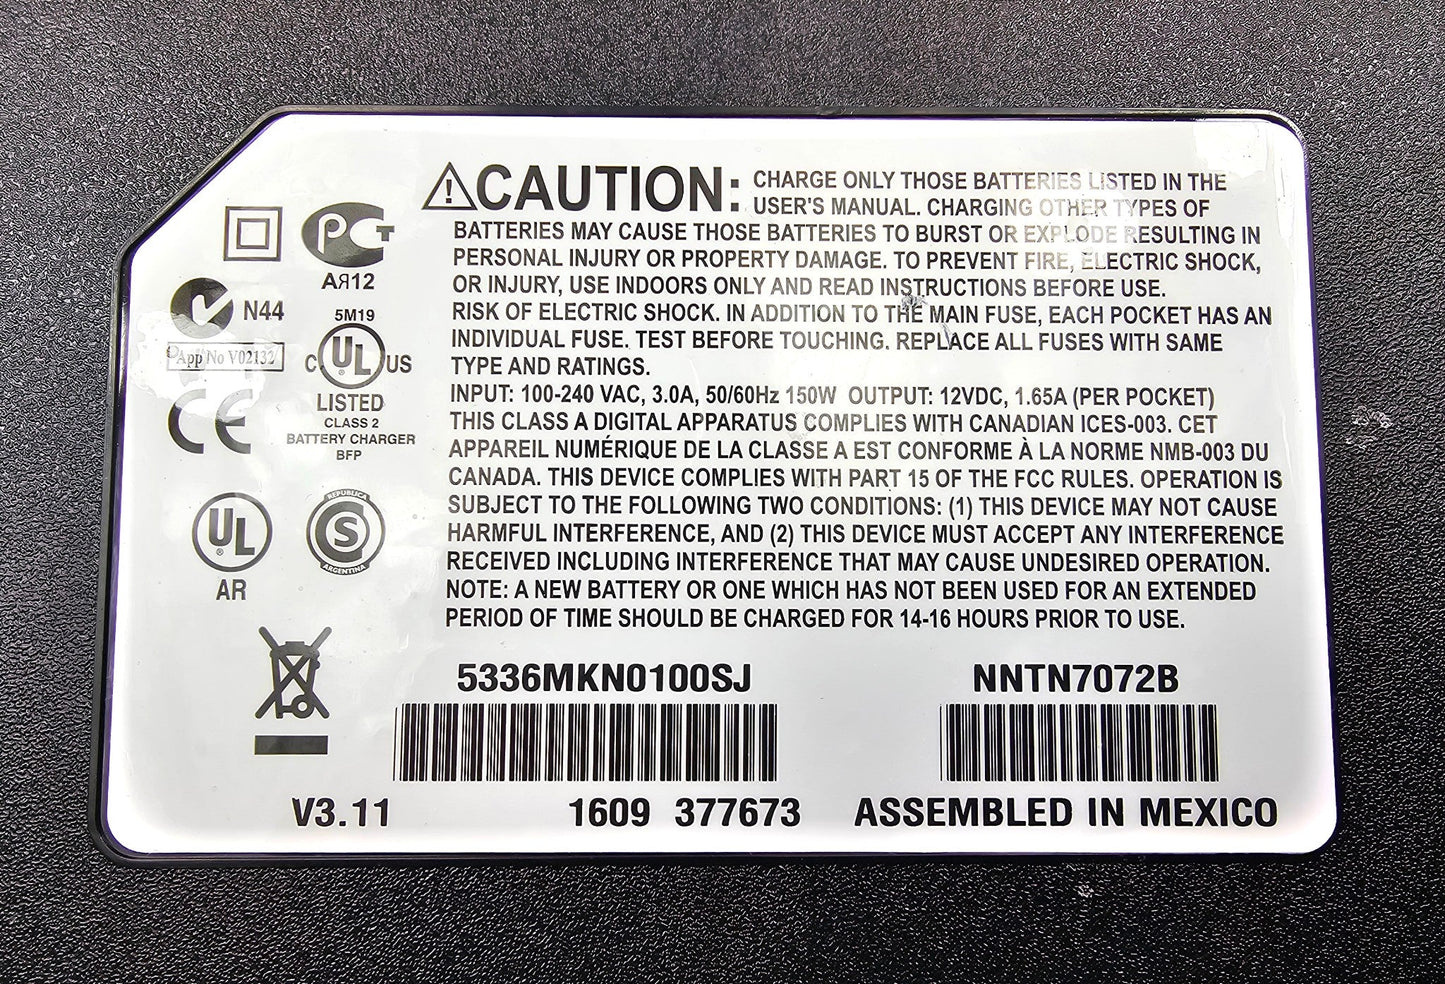 CAUTION: CHARGE ONLY THOSE BATTERIES LISTED IN THE
USER'S MANUAL. CHARGING OTHER TYPES OF
BATTERIES MAY CAUSE THOSE BATTERIES TO BURST OR EXPLODE RESULTING IN
PERSONAL INJURY OR PROPERTY DAMAGE. TO PREVENT FIRE, ELECTRIC SHOCK,
OR INJURY, USE INDOORS ONLY AND READ INSTRUCTIONS BEFORE USE.
RISK OF ELECTRIC SHOCK. IN ADDITION TO THE MAIN FUSE, EACH POCKET HAS AN
INDIVIDUAL FUSE. TEST BEFORE TOUCHING. REPLACE ALL FUSES WITH SAME
TYPE AND RATINGS.
INPUT: 100-240 VAC, 3.0A, 50/60Hz 150W OUTPUT: 12VDC, 1.65A (PER POCKET)
THIS CLASS A DIGITAL APPARATUS COMPLIES WITH CANADIAN ICES-003. CET
APPAREIL NUMÉRIQUE DE LA CLASSE A EST CONFORME À LA NORME NMB-003 DU
CANADA. THIS DEVICE COMPLIES WITH PART 15 OF THE FCC RULES. OPERATION IS
SUBJECT TO THE FOLLOWING TWO CONDITIONS: (1) THIS DEVICE MAY NOT CAUSE
HARMFUL INTERFERENCE, AND (2) THIS DEVICE MUST ACCEPT ANY INTERFERENCE
RECEIVED INCLUDING INTERFERENCE THAT MAY CAUSE UNDESIRED OPERATION.
NOTE: A NEW BATTERY OR ONE WHICH HAS NOT BEEN USED FOR AN EXTENDED
PERIOD OF TIME SHOULD BE CHARGED FOR 14-16 HOURS PRIOR TO USE.
РСТ
АЯ12
N44
5M19
App No V02132
C UL US
®
LISTED
CLASS 2
BATTERY CHARGER
BFP
CE
UL
®
AR
REPUBLICA
S
ARGENTINA
5336MKN0100SJ
NNTN7072B
V3.11
1609 377673
ASSEMBLED IN MEXICO